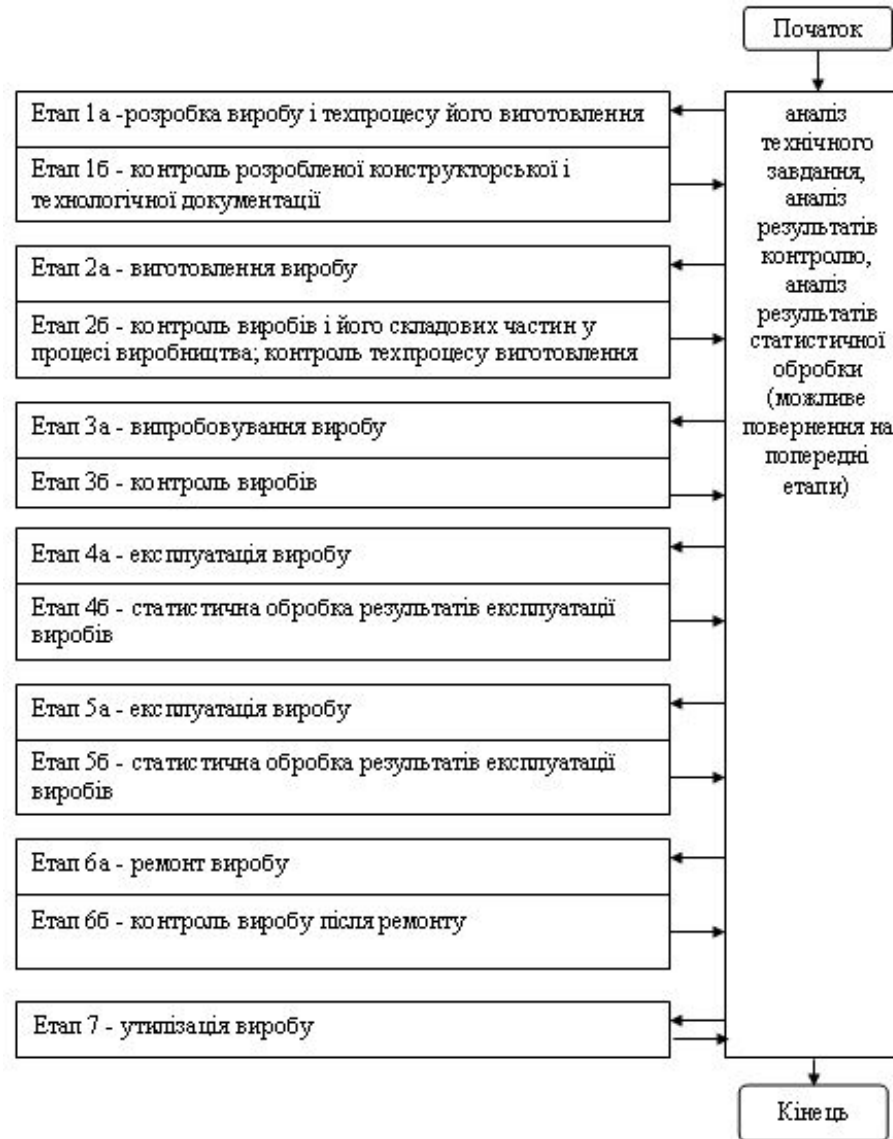 Початок
Етап 1а -розробка виробу і техпроцесу його виготовлення
Етап 1б - контроль розробленої конструкторської і
технологічної документації
Етап 2а - виготовлення виробу
Етап 2б - контроль виробів і його складових частин у
процесі виробництва; контроль техпроцесу виготовлення
Етап 3а - випробовування виробу
Етап 3б - контроль виробів
Етап 4а - експлуатація виробу
Етап 4б - статистична обробка результатів експлуатації
виробів
Етап 5а - експлуатація виробу
Етап 5б - статистична обробка результатів експлуатації
виробів
Етап 6а - ремонт виробу
Етап 6б - контроль виробу після ремонту
Етап 7 - утилізація виробу
аналіз
технічного
завдання,
аналіз
результатів
контролю,
аналіз
результатів
статистичної
обробки
(можливе
повернення на
попередні
етапи)
Кінець